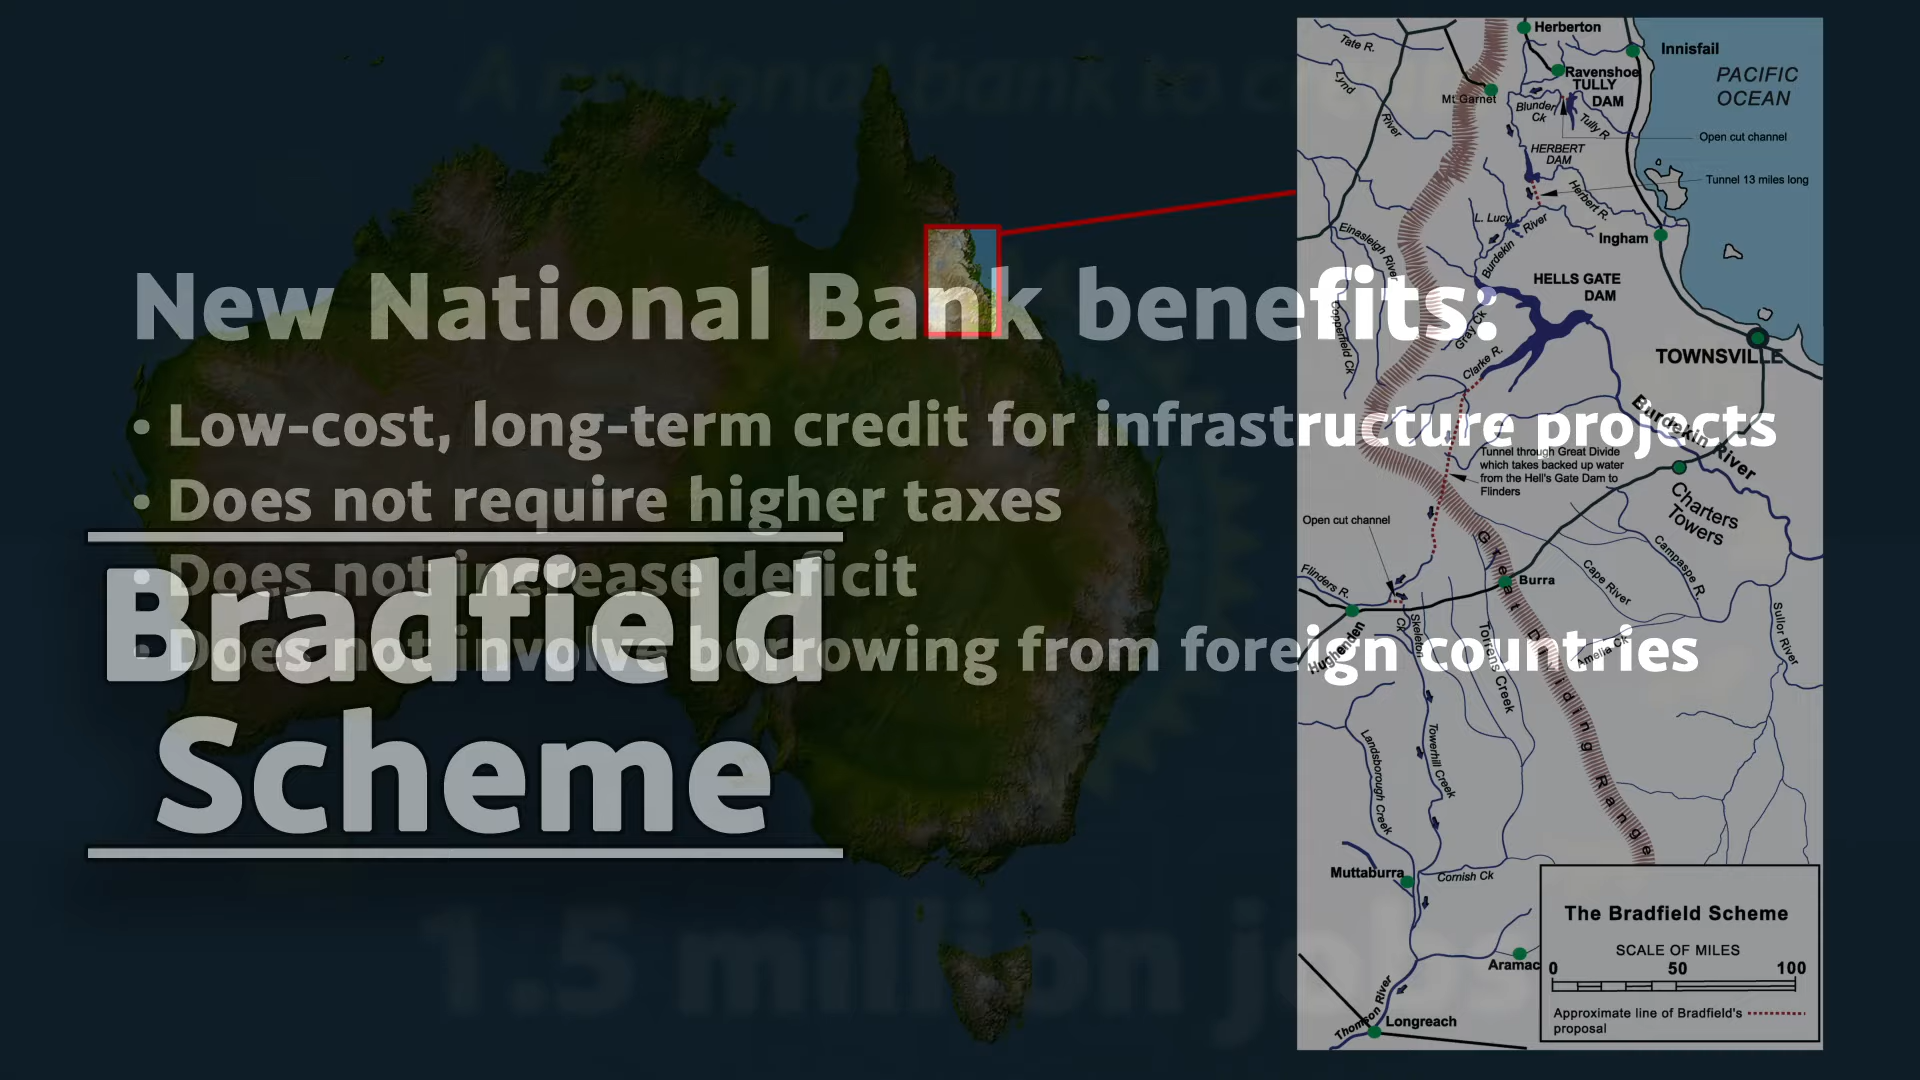 A national bank to
New National Bank benefits:
• Low-cost, long-term credit for infrastructure projects
• Does not require higher taxes
• Does not increase deficit
• Does not involve borrowing from foreign countries
Bradfield
Scheme
1.5 million jobs
Herberton
Innisfail
Tate R.
PACIFIC
OCEAN
Ravenshoe
TULLY
DAM
Lynd
River
Mt Garnet
Blunder
Ck
Tully R.
Open cut channel
HERBERT
DAM
Tunnel 13 miles long
Herbert R.
L. Lucy
Burdekin River
Einasleigh River
Ingham
HELLS GATE
DAM
Copperfield Ck
Gray Ck
Clarke R.
TOWNSVILLE
Burdekin River
Tunnel through Great Divide
which takes backed up water
from the Hell's Gate Dam to
Flinders
Charters
Towers
Open cut channel
Great Dividing Range
Campaspe R.
Cape River
Flinders R.
Burra
Hughenden
Skeleton
Ck
Torrens Creek
Amelia Ck
Sullor River
Landsborough Creek
Towerhill Creek
Muttaburra
Cornish Ck
Aramac
Thomson River
Longreach
The Bradfield Scheme
SCALE OF MILES
0 50 100
Approximate line of Bradfield's
proposal